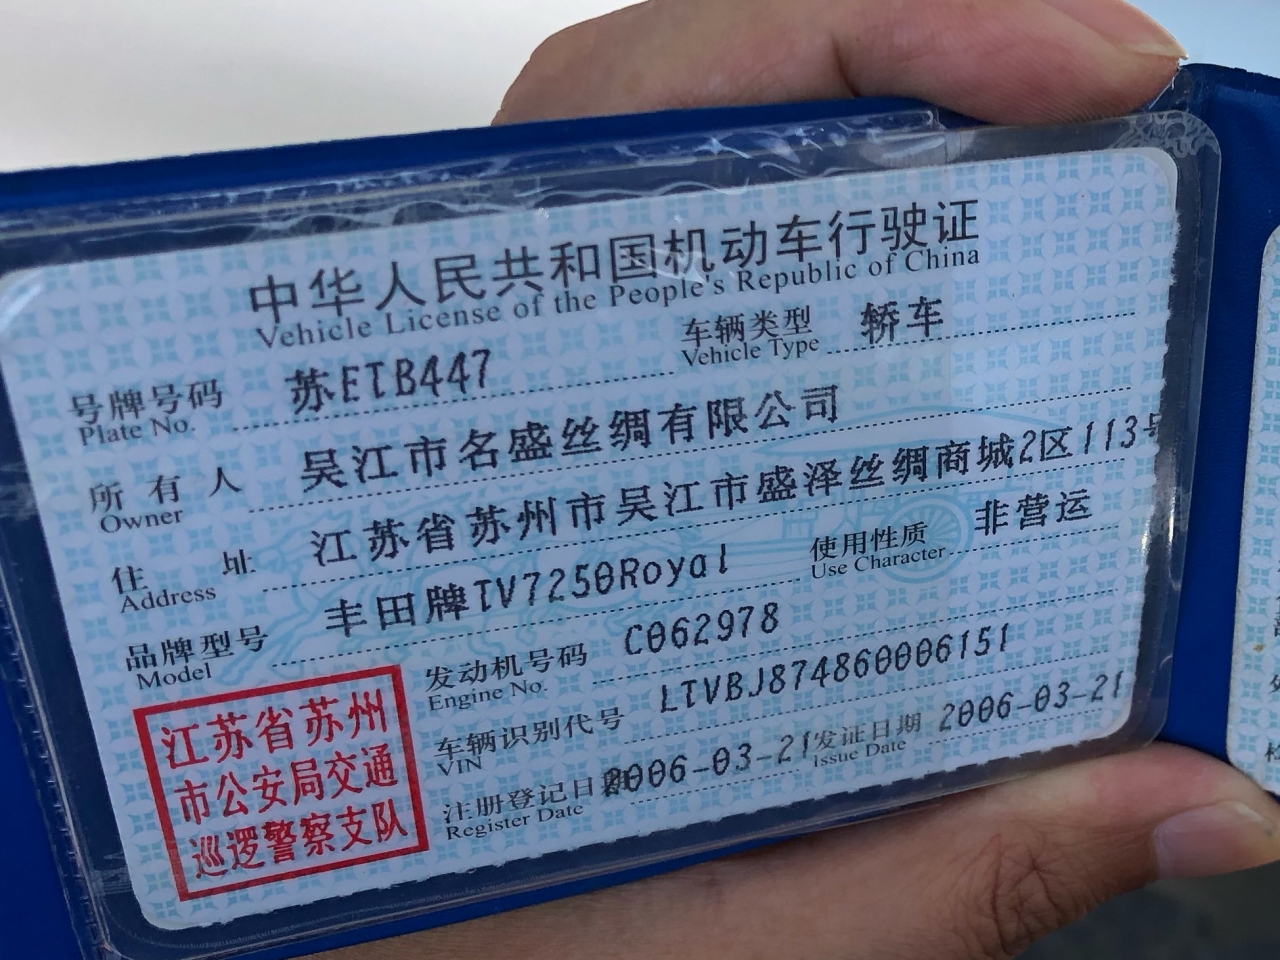 中华人民共和国机动车行驶证
Vehicle License of the People's Republic of China
号牌号码 苏ETB447 车辆类型 轿车
Plate No. Vehicle Type
所有人 吴江市名盛丝绸有限公司
Owner
住址 江苏省苏州市吴江市盛泽丝绸商城2区113号
Address
品牌型号 丰田牌TV7250Royal 使用性质 非营运
Model Use Character
发动机号码 C062978
Engine No.
车辆识别代号 LTVBJ874860006151
VIN
注册登记日期 2006-03-21 发证日期 2006-03-21
Register Date Issue Date
江苏省苏州
市公安局交通
巡逻警察支队